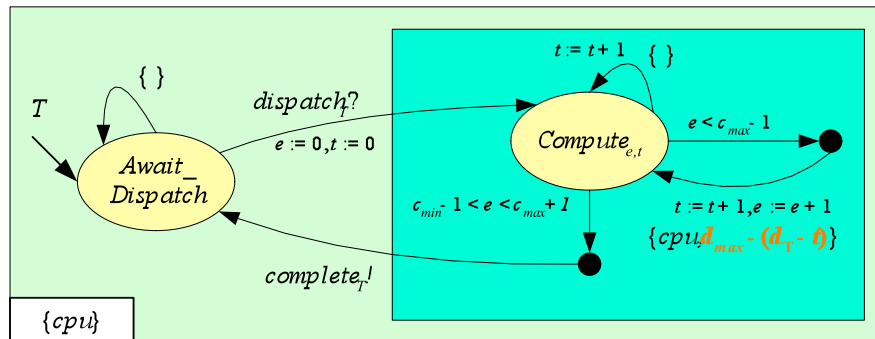 T
{ }
Await_
Dispatch
dispatch_T?
e := 0, t := 0
complete_T!
{cpu}
t := t + 1
{ }
Compute_e,t
e < c_max - 1
c_min - 1 < e < c_max + 1
t := t + 1, e := e + 1
{cpu, d_max - (d_T - t)}